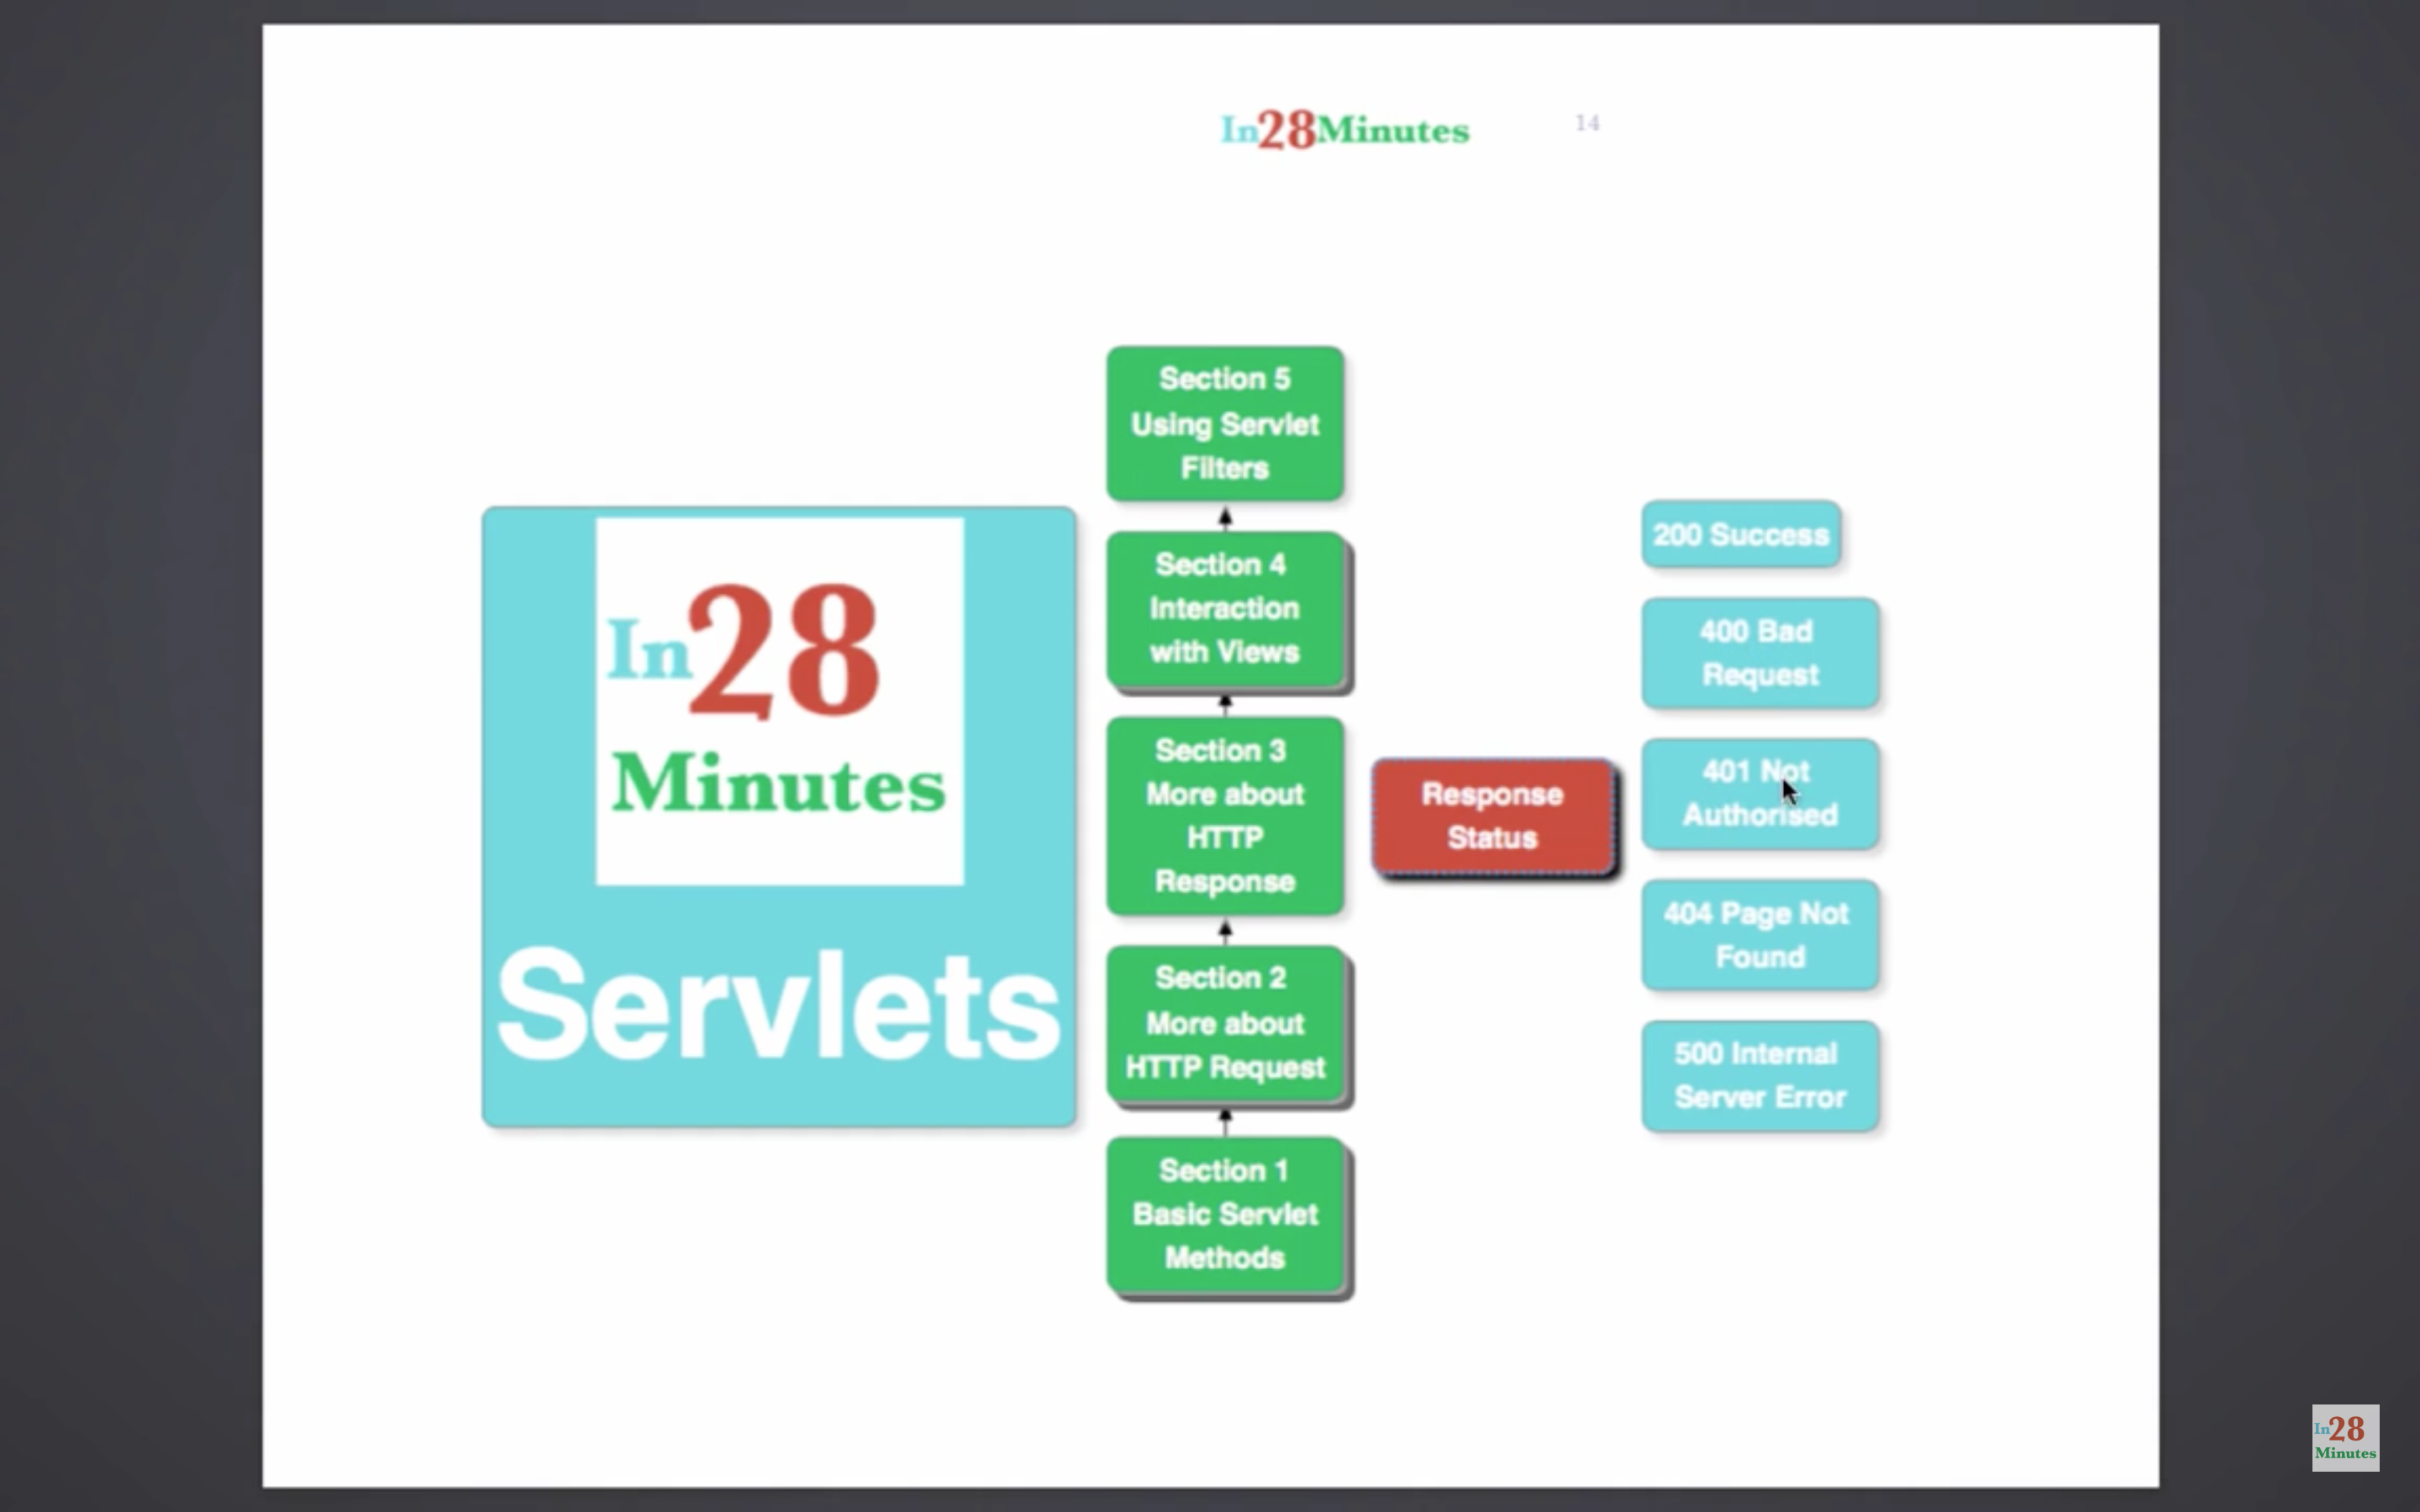 In28Minutes
14
In28
Minutes
Servlets
Section 5
Using Servlet
Filters
Section 4
Interaction
with Views
Section 3
More about
HTTP
Response
Section 2
More about
HTTP Request
Section 1
Basic Servlet
Methods
Response
Status
200 Success
400 Bad
Request
401 Not
Authorised
404 Page Not
Found
500 Internal
Server Error
In28
Minutes